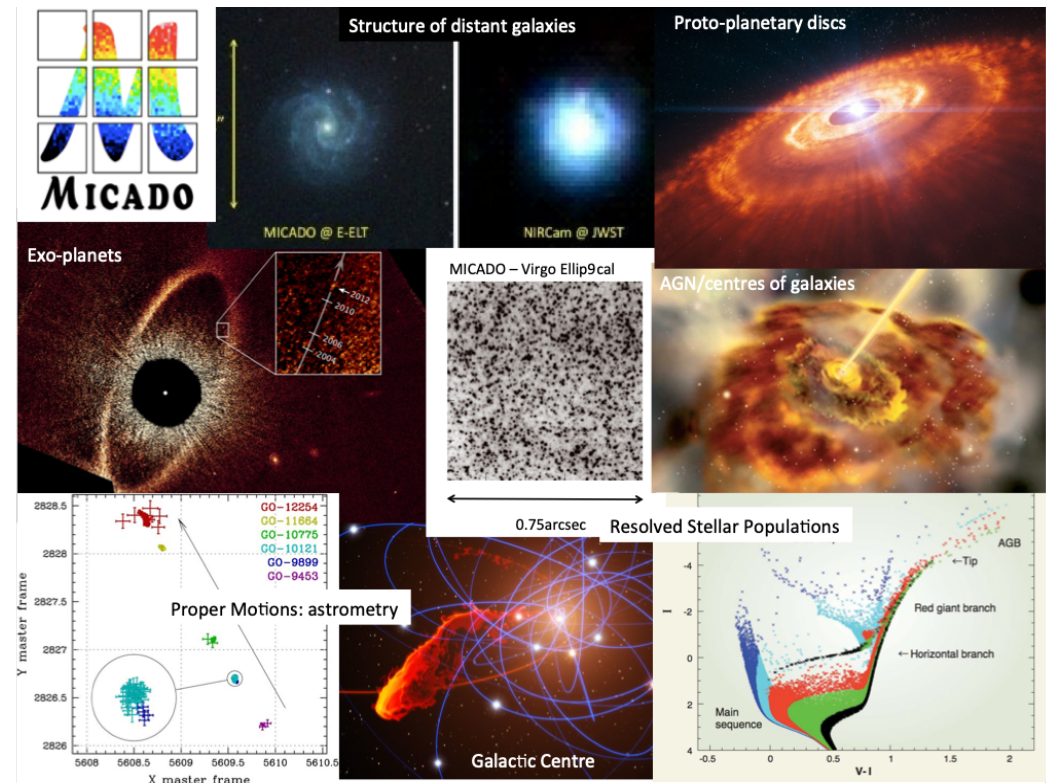 MICADO
Structure of distant galaxies
"
MICADO @ E-ELT
NIRCam @ JWST
Proto-planetary discs
Exo-planets
2012
2010
2006
2004
MICADO – Virgo Ellip9cal
0.75arcsec
AGN/centres of galaxies
2828.5
2828
2827.5
2827
2826.5
2826
Y master frame
GO-12254
GO-11664
GO-10775
GO-10121
GO-9899
GO-9453
Proper Motions: astrometry
5608
5608.5
5609
5609.5
5610
5610.5
X master frame
Galactic Centre
Resolved Stellar Populations
AGB
←Tip
Red giant branch
←Horizontal branch
Main
sequence
I
-4
-2
0
2
4
-0.5
0
0.5
1
1.5
2
V-I